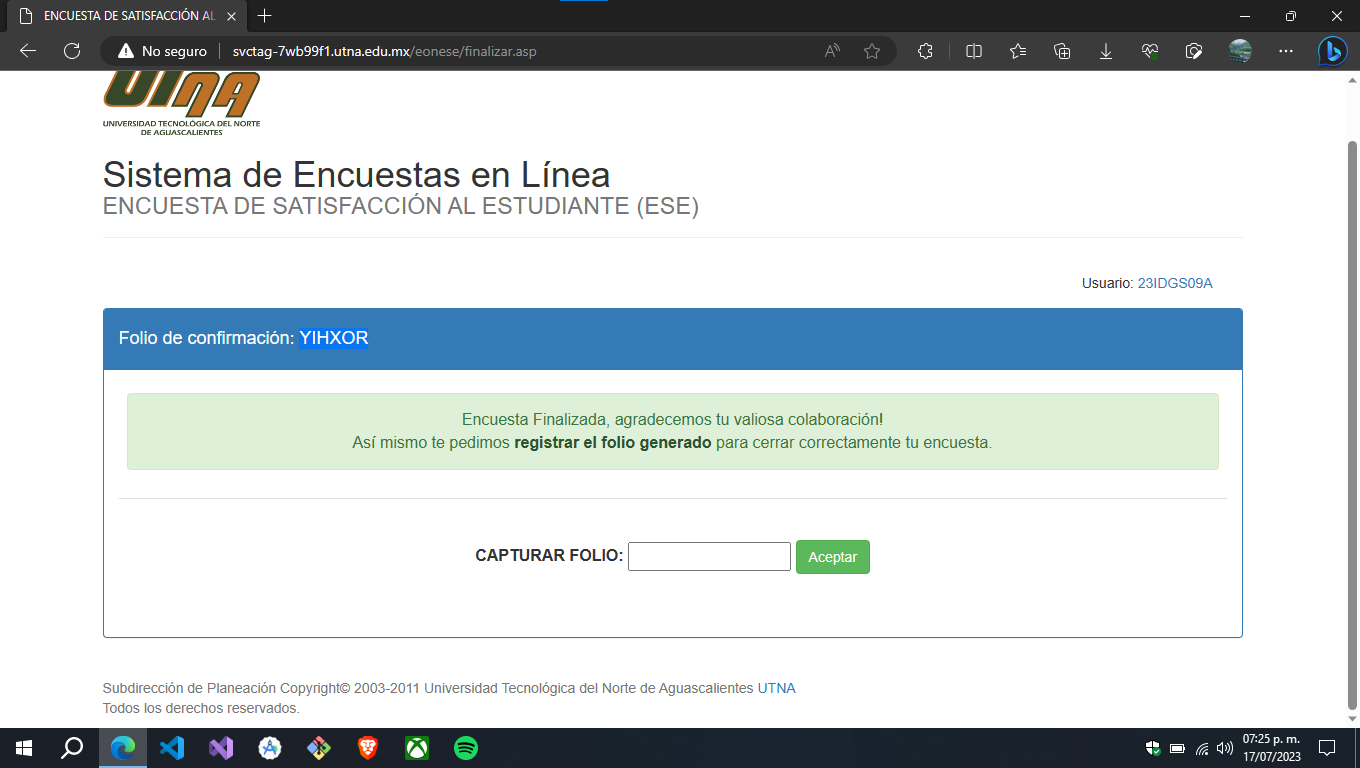 ENCUESTA DE SATISFACCIÓN AL
No seguro
svctag-7wb99f1.utna.edu.mx/eonese/finalizar.asp
UTNA
UNIVERSIDAD TECNOLÓGICA DEL NORTE
DE AGUASCALIENTES
Sistema de Encuestas en Línea
ENCUESTA DE SATISFACCIÓN AL ESTUDIANTE (ESE)
Usuario: 23IDGS09A
Folio de confirmación: YIHXOR
Encuesta Finalizada, agradecemos tu valiosa colaboración!
Así mismo te pedimos registrar el folio generado para cerrar correctamente tu encuesta.
CAPTURAR FOLIO: Aceptar
Subdirección de Planeación Copyright© 2003-2011 Universidad Tecnológica del Norte de Aguascalientes UTNA
Todos los derechos reservados.
07:25 p. m.
17/07/2023